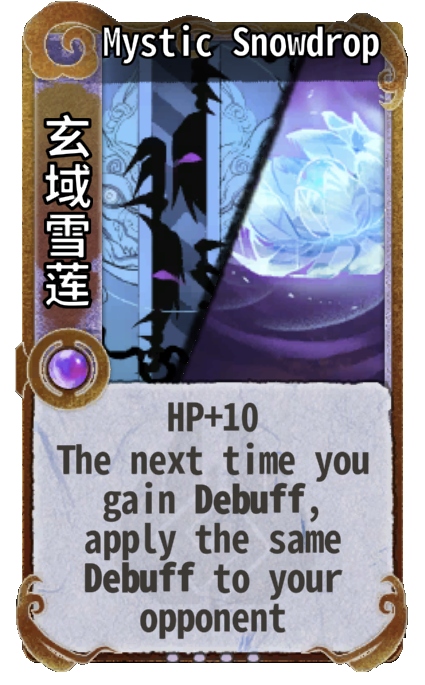 Mystic Snowdrop
玄域雪莲
HP+10
The next time you
gain Debuff,
apply the same
Debuff to your
opponent